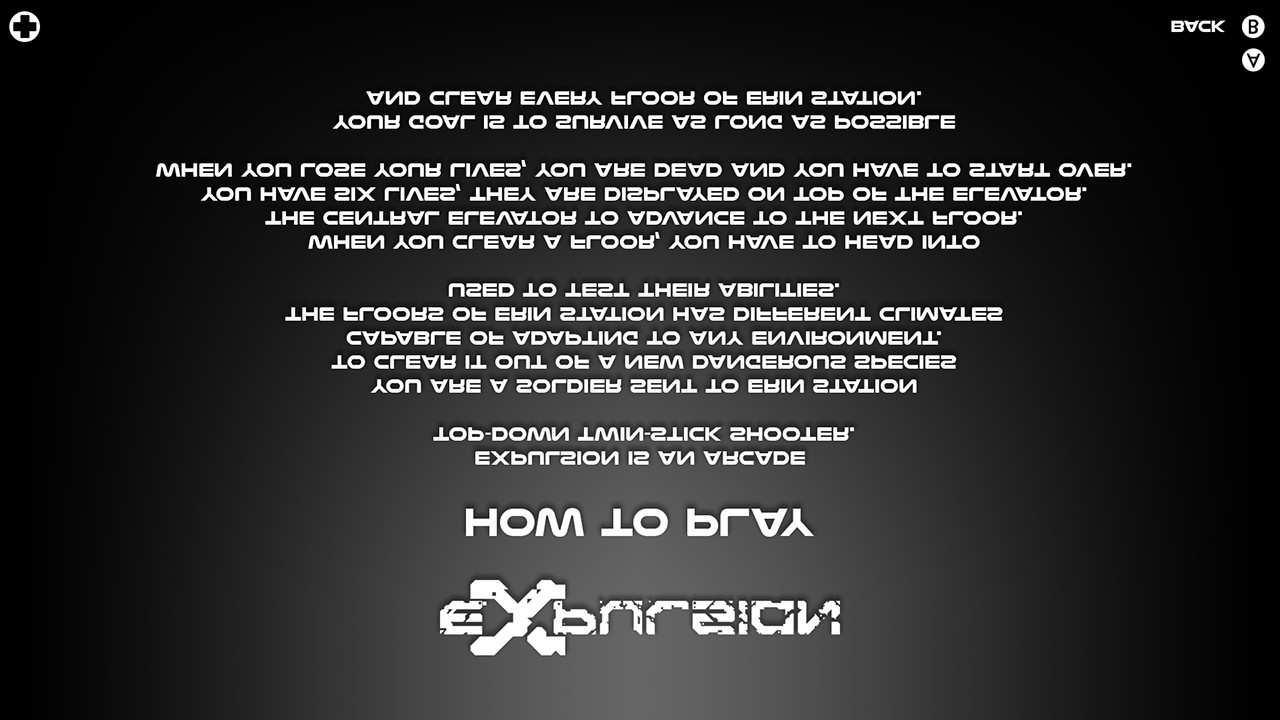 EXPULSION
HOW TO PLAY
EXPULSION IS AN ARCADE
TOP-DOWN TWIN-STICK SHOOTER.
YOU ARE A SOLDIER SENT TO ERIN STATION
TO CLEAR IT OUT OF A NEW DANGEROUS SPECIES
CAPABLE OF ADAPTING TO ANY ENVIRONMENT.
THE FLOORS OF ERIN STATION HAS DIFFERENT CLIMATES
USED TO TEST THEIR ABILITIES.
WHEN YOU CLEAR A FLOOR, YOU HAVE TO HEAD INTO
THE CENTRAL ELEVATOR TO ADVANCE TO THE NEXT FLOOR.
YOU HAVE SIX LIVES, THEY ARE DISPLAYED ON TOP OF THE ELEVATOR.
WHEN YOU LOSE YOUR LIVES, YOU ARE DEAD AND YOU HAVE TO START OVER.
YOUR GOAL IS TO SURVIVE AS LONG AS POSSIBLE
AND CLEAR EVERY FLOOR OF ERIN STATION.
A
BACK B